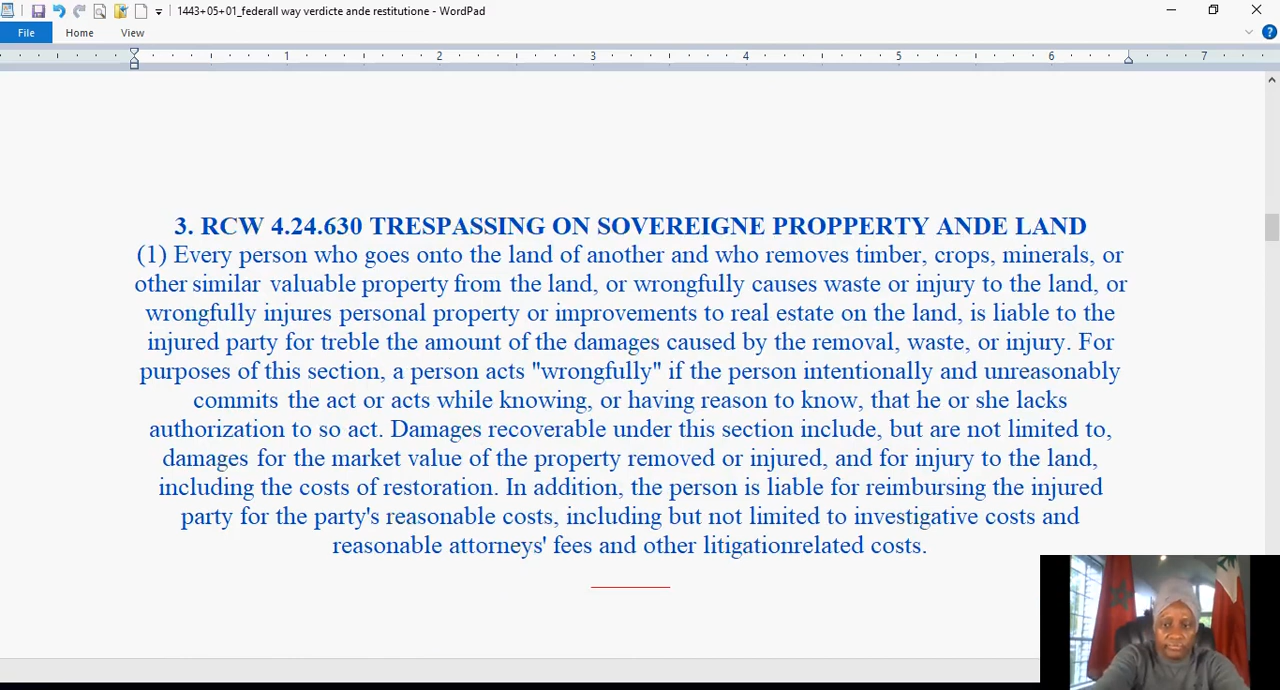 1443+05+01_federall way verdicte ande restitutione - WordPad
File Home View
1 2 3 4 5 6 7
3. RCW 4.24.630 TRESPASSING ON SOVEREIGNE PROPPERTY ANDE LAND
(1) Every person who goes onto the land of another and who removes timber, crops, minerals, or
other similar valuable property from the land, or wrongfully causes waste or injury to the land, or
wrongfully injures personal property or improvements to real estate on the land, is liable to the
injured party for treble the amount of the damages caused by the removal, waste, or injury. For
purposes of this section, a person acts "wrongfully" if the person intentionally and unreasonably
commits the act or acts while knowing, or having reason to know, that he or she lacks
authorization to so act. Damages recoverable under this section include, but are not limited to,
damages for the market value of the property removed or injured, and for injury to the land,
including the costs of restoration. In addition, the person is liable for reimbursing the injured
party for the party's reasonable costs, including but not limited to investigative costs and
reasonable attorneys' fees and other litigationrelated costs.